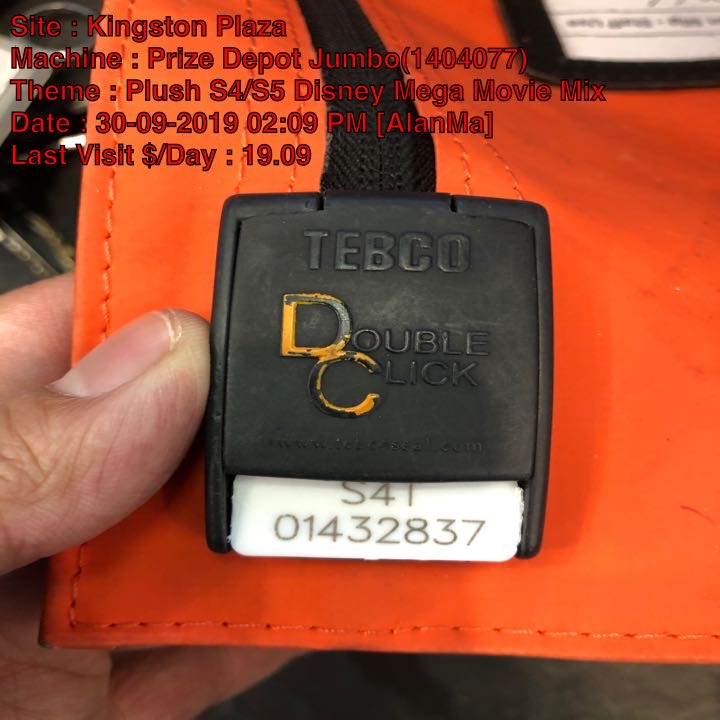 Site : Kingston Plaza
Machine : Prize Depot Jumbo(1404077)
Theme : Plush S4/S5 Disney Mega Movie Mix
Date : 30-09-2019 02:09 PM [AlanMa]
Last Visit $/Day : 19.09
TEBCO
DOUBLE
CLICK
S4T
01432837